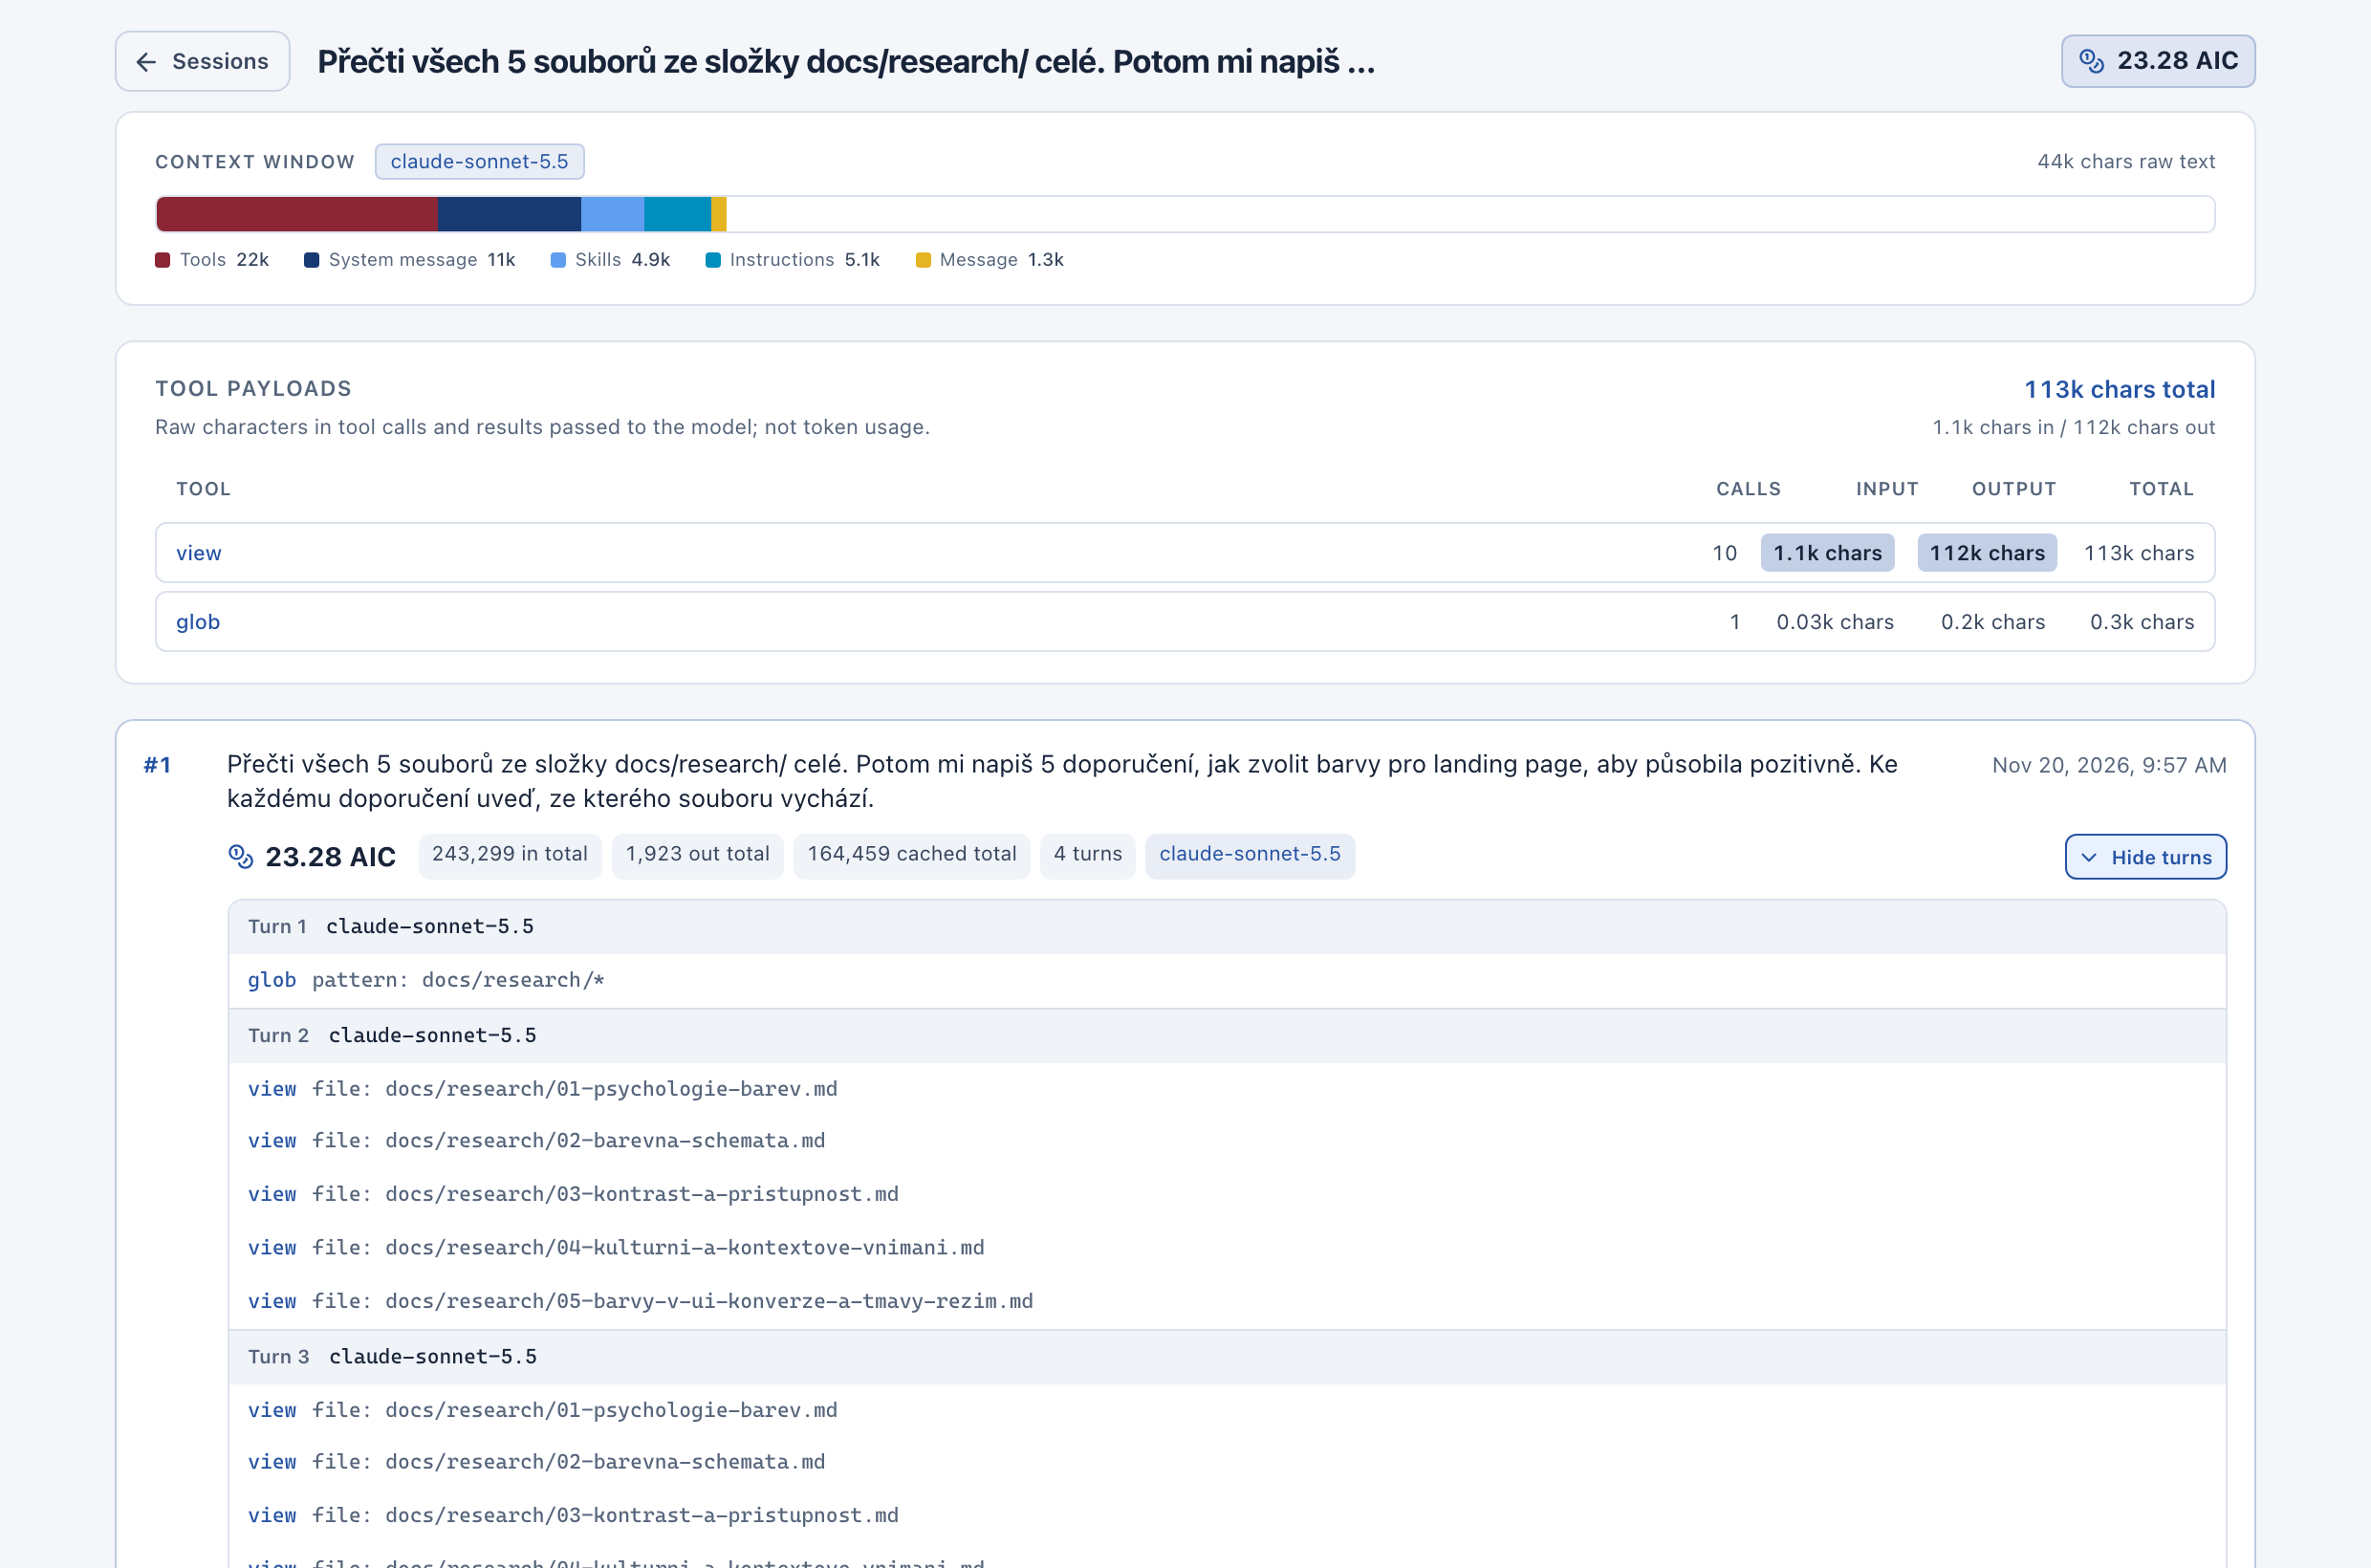 Sessions
Přečti všech 5 souborů ze složky docs/research/ celé. Potom mi napiš ...
23.28 AIC
CONTEXT WINDOW claude-sonnet-5.5 44k chars raw text
Tools 22k System message 11k Skills 4.9k Instructions 5.1k Message 1.3k
TOOL PAYLOADS 113k chars total
Raw characters in tool calls and results passed to the model; not token usage. 1.1k chars in / 112k chars out
TOOL CALLS INPUT OUTPUT TOTAL
view 10 1.1k chars 112k chars 113k chars
glob 1 0.03k chars 0.2k chars 0.3k chars
#1 Přečti všech 5 souborů ze složky docs/research/ celé. Potom mi napiš 5 doporučení, jak zvolit barvy pro landing page, aby působila pozitivně. Ke Nov 20, 2026, 9:57 AM
každému doporučení uveď, ze kterého souboru vychází.
23.28 AIC 243,299 in total 1,923 out total 164,459 cached total 4 turns claude-sonnet-5.5 Hide turns
Turn 1 claude-sonnet-5.5
glob pattern: docs/research/*
Turn 2 claude-sonnet-5.5
view file: docs/research/01-psychologie-barev.md
view file: docs/research/02-barevna-schemata.md
view file: docs/research/03-kontrast-a-pristupnost.md
view file: docs/research/04-kulturni-a-kontextove-vnimani.md
view file: docs/research/05-barvy-v-ui-konverze-a-tmavy-rezim.md
Turn 3 claude-sonnet-5.5
view file: docs/research/01-psychologie-barev.md
view file: docs/research/02-barevna-schemata.md
view file: docs/research/03-kontrast-a-pristupnost.md
view file: docs/research/04-kulturni-a-kontextove-vnimani.md